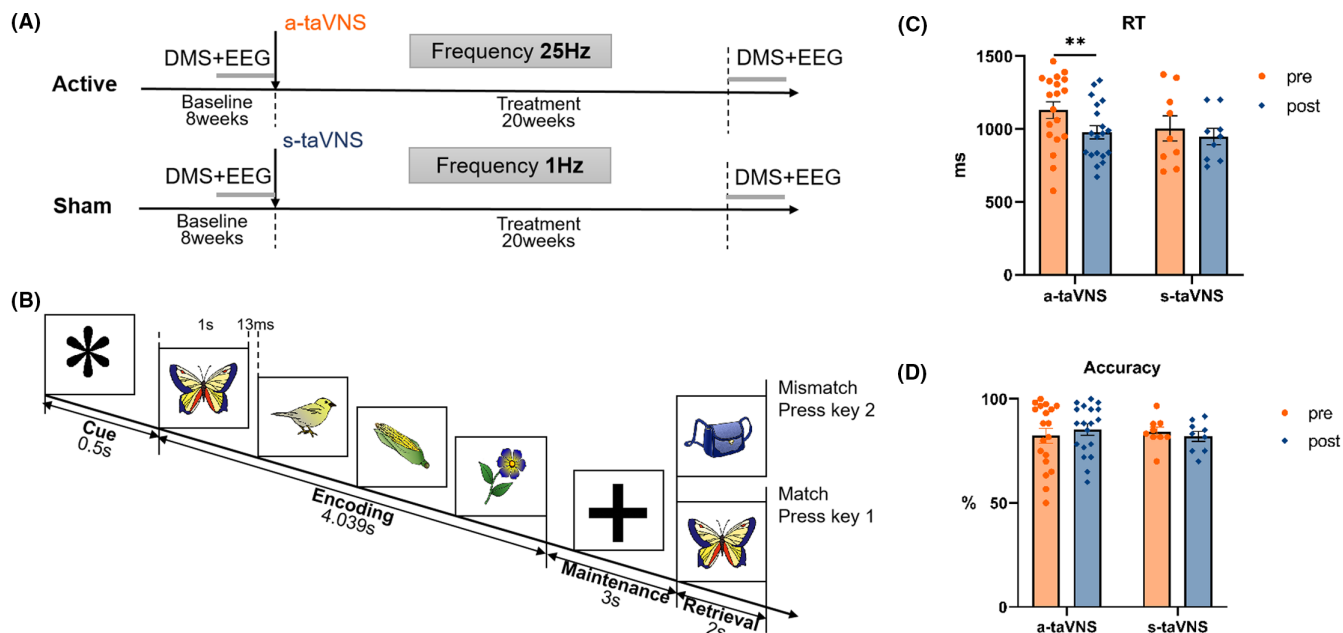 (A)
a-taVNS
DMS+EEG
Frequency 25Hz
DMS+EEG
Active
Baseline
8weeks
Treatment
20weeks
s-taVNS
DMS+EEG
Frequency 1Hz
DMS+EEG
Sham
Baseline
8weeks
Treatment
20weeks
(B)
1s
13ms
Cue
0.5s
Encoding
4.039s
Maintenance
3s
Retrieval
2s
Mismatch
Press key 2
Match
Press key 1
(C)
RT
**
1500
1000
500
0
ms
a-taVNS
s-taVNS
pre
post
(D)
Accuracy
100
50
0
%
a-taVNS
s-taVNS
pre
post